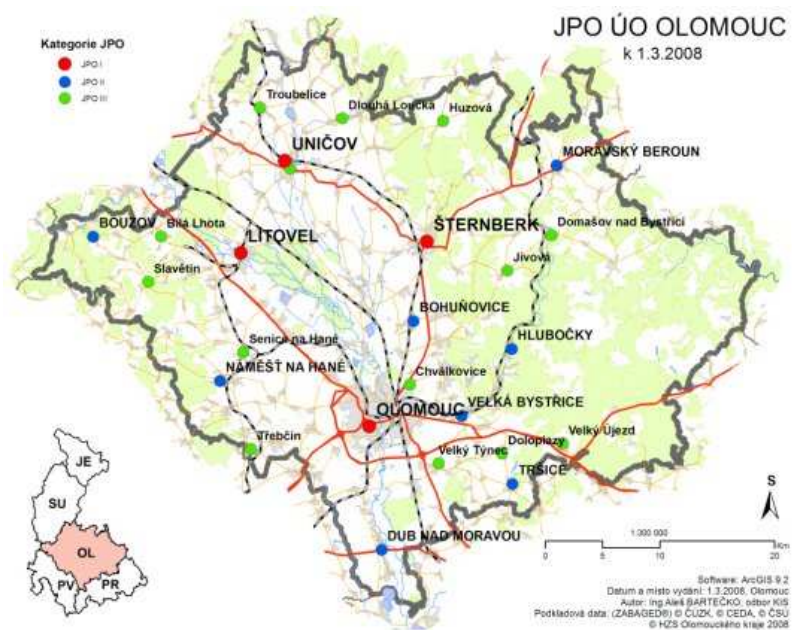 JPO ÚO OLOMOUC
k 1.3.2008
Kategorie JPO
JPO I
JPO II
JPO III
Troubelice
Dlouhá Loučka
Huzová
UNIČOV
MORAVSKÝ BEROUN
BOUZOV
Bílá Lhota
LITOVEL
ŠTERNBERK
Domašov nad Bystřicí
Slavětín
Jívová
BOHUŇOVICE
HLUBOČKY
Senice na Hané
NÁMĚŠŤ NA HANÉ
Chválkovice
OLOMOUC
VELKÁ BYSTŘICE
Třebčín
Velký Týnec
Doloplazy
Velký Újezd
TRŠICE
DUB NAD MORAVOU
JE
SU
OL
PV
PR
S
1:300 000
0
5
10
20
Km
Software: ArcGIS 9.2
Datum a místo vydání: 1.3.2008, Olomouc
Autor: Ing.Aleš BARTEČKO, odbor KIS
Podkladová data: (ZABAGED®) © ČÚZK, © CEDA, © ČSÚ
© HZS Olomouckého kraje 2008